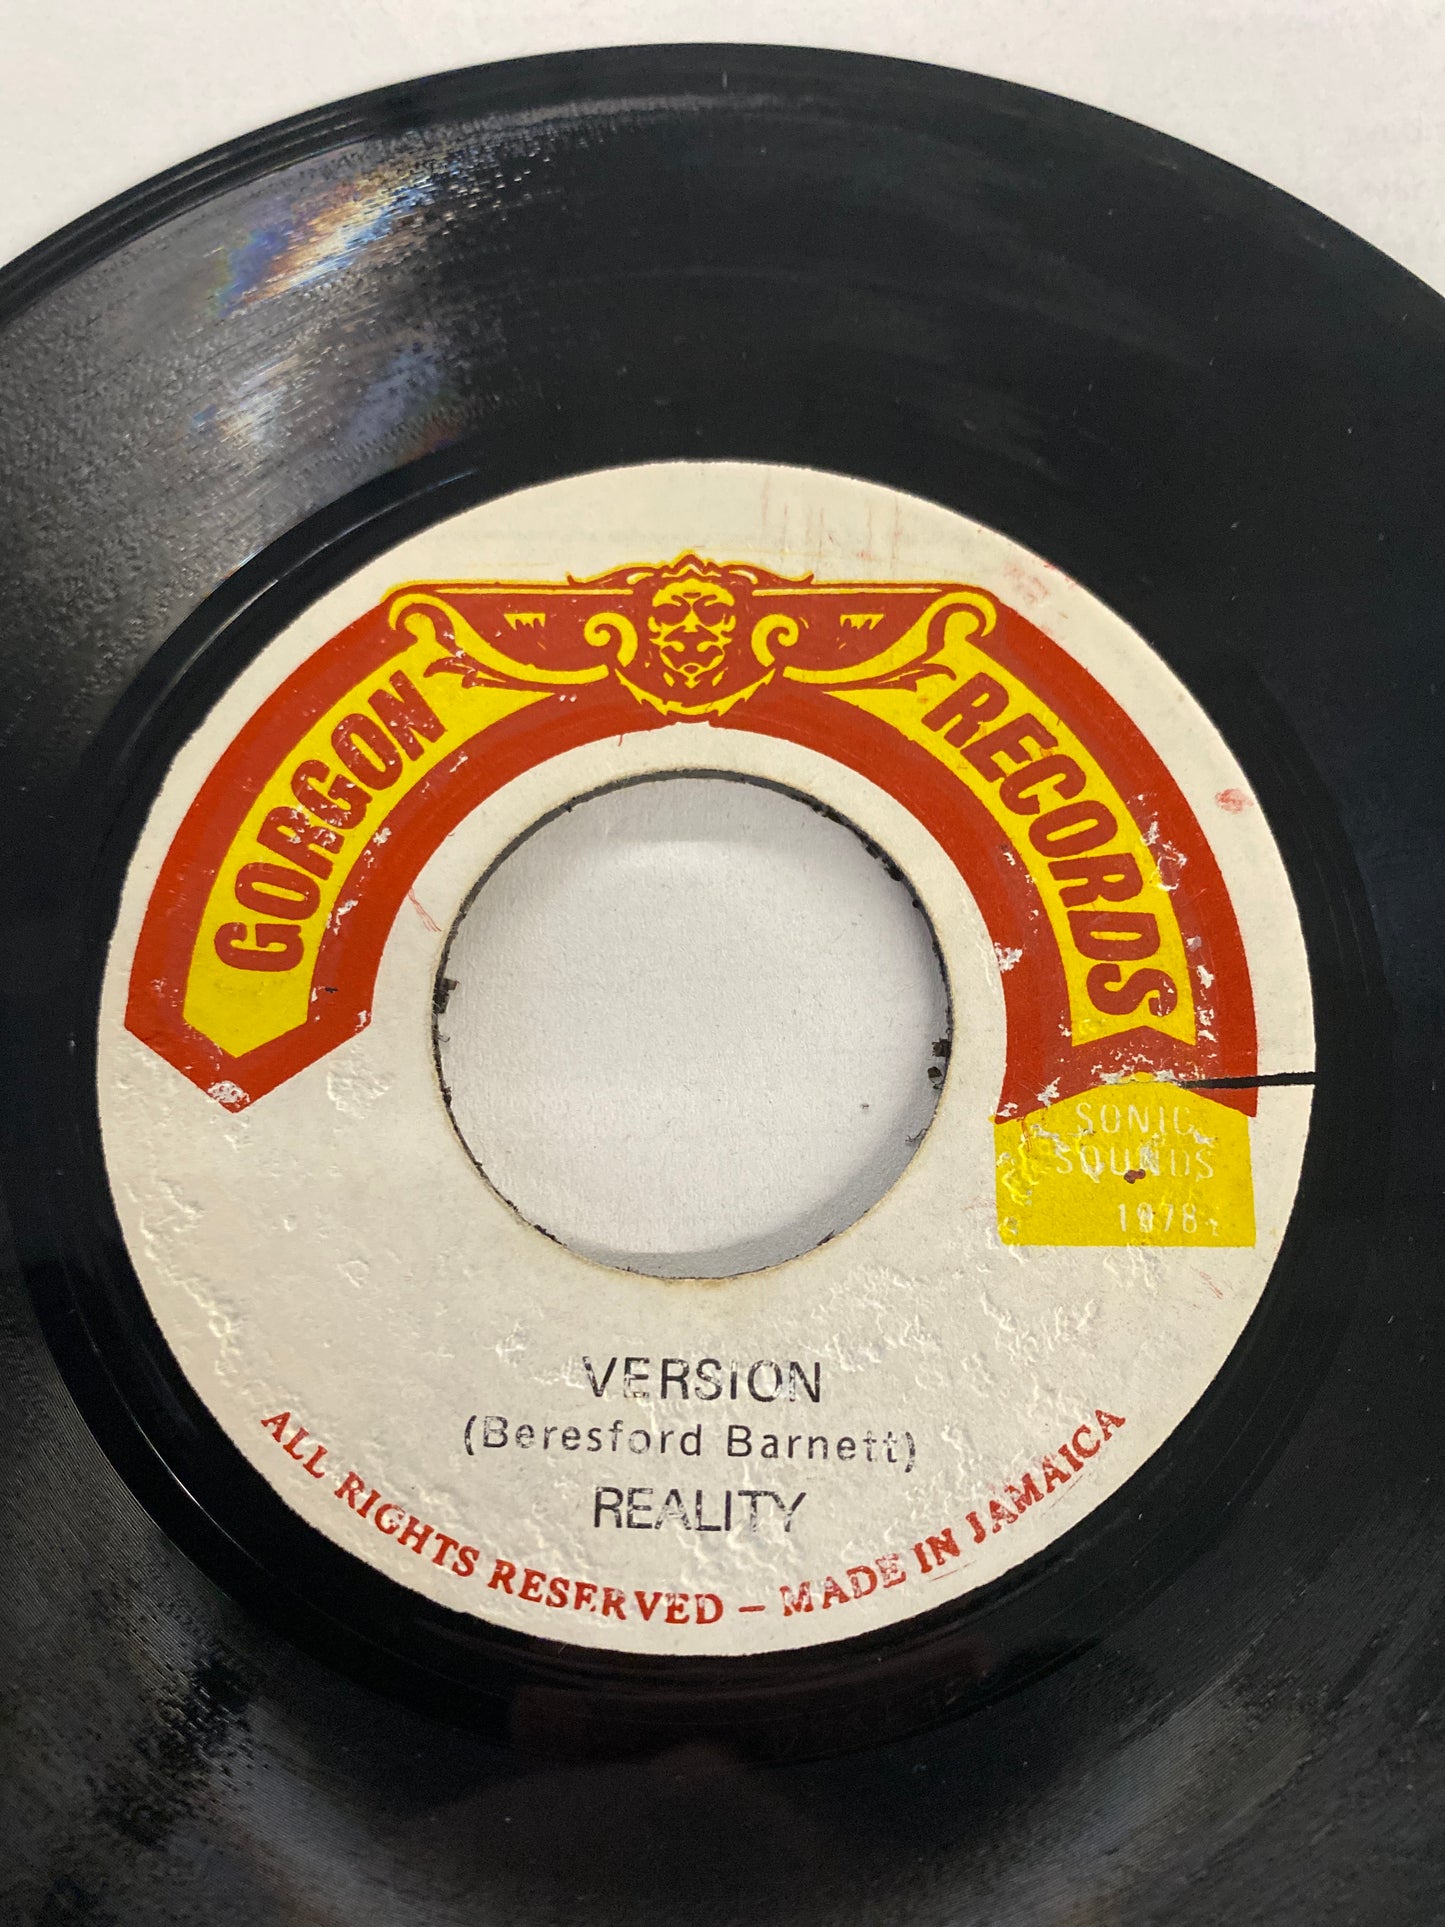 GORGON RECORDS
SONIC
SOUNDS
1978
VERSION
(Beresford Barnett)
REALITY
ALL RIGHTS RESERVED – MADE IN JAMAICA